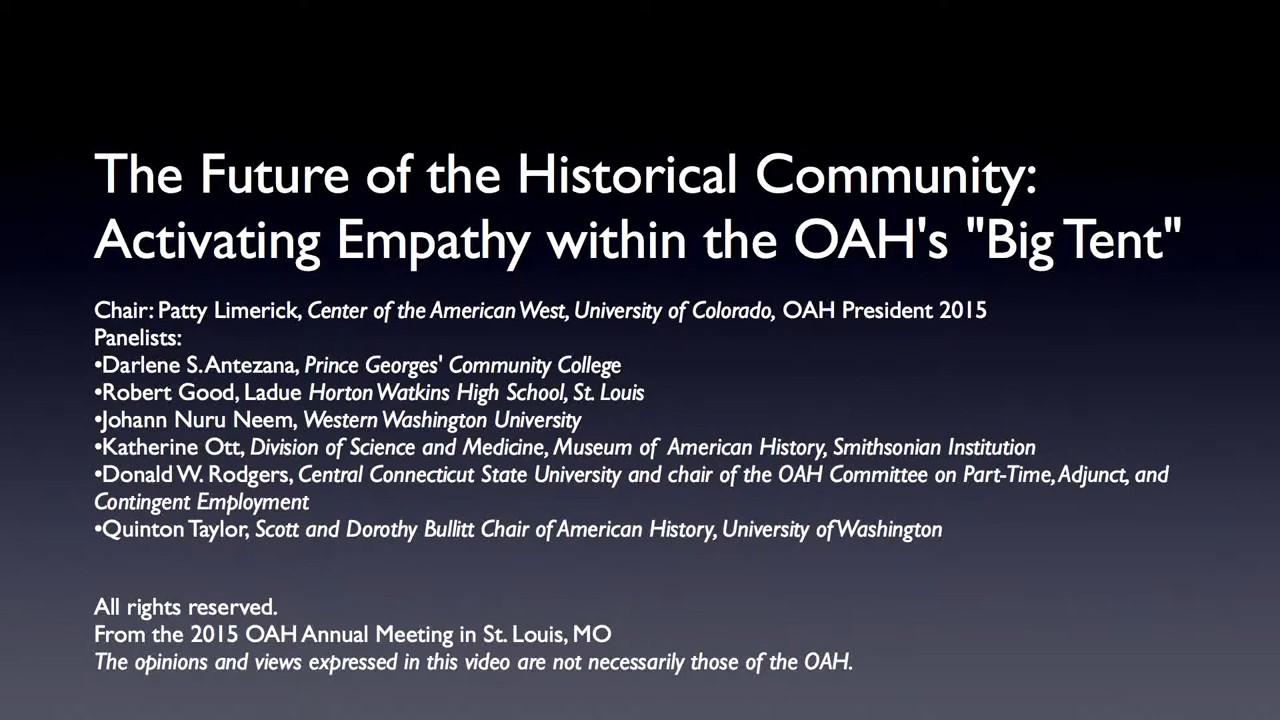 The Future of the Historical Community:
Activating Empathy within the OAH's "Big Tent"
Chair: Patty Limerick, Center of the American West, University of Colorado, OAH President 2015
Panelists:
•Darlene S. Antezana, Prince Georges' Community College
•Robert Good, Ladue Horton Watkins High School, St. Louis
•Johann Nuru Neem, Western Washington University
•Katherine Ott, Division of Science and Medicine, Museum of American History, Smithsonian Institution
•Donald W. Rodgers, Central Connecticut State University and chair of the OAH Committee on Part-Time, Adjunct, and
Contingent Employment
•Quinton Taylor, Scott and Dorothy Bullitt Chair of American History, University of Washington
All rights reserved.
From the 2015 OAH Annual Meeting in St. Louis, MO
The opinions and views expressed in this video are not necessarily those of the OAH.